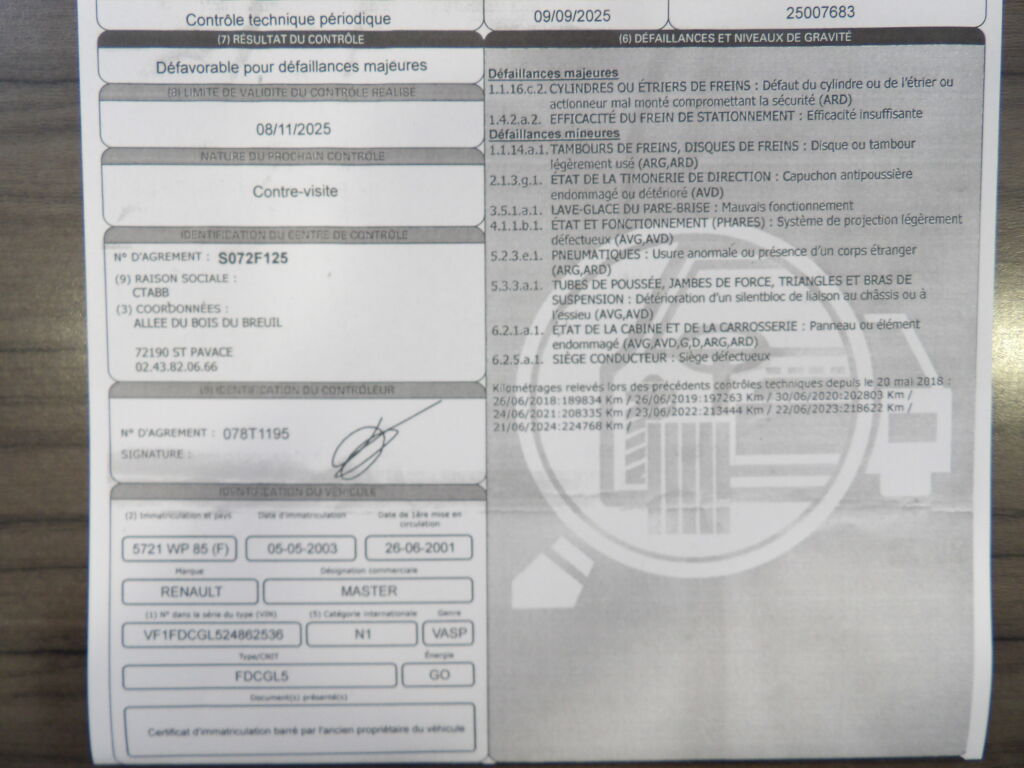 Contrôle technique périodique
09/09/2025
25007683
(7) RÉSULTAT DU CONTRÔLE
Défavorable pour défaillances majeures
(8) LIMITE DE VALIDITÉ DU CONTRÔLE RÉALISÉ
08/11/2025
NATURE DU PROCHAIN CONTRÔLE
Contre-visite
IDENTIFICATION DU CENTRE DE CONTRÔLE
N° D'AGREMENT : S072F125
(9) RAISON SOCIALE :
CTABB
(3) COORDONNÉES :
ALLEE DU BOIS DU BREUIL
72190 ST PAVACE
02.43.82.06.66
(9) IDENTIFICATION DU CONTRÔLEUR
N° D'AGREMENT : 078T1195
SIGNATURE :
IDENTIFICATION DU VÉHICULE
(2) Immatriculation et pays
Date d'immatriculation
Date de 1ère mise en circulation
5721 WP 85 (F)
05-05-2003
26-06-2001
Marque
Désignation commerciale
RENAULT
MASTER
(1) N° dans la série du type (VIN)
(5) Catégorie internationale
Genre
VF1FDCGL524862536
N1
VASP
Type/CNIT
Énergie
FDCGL5
GO
Document(s) présenté(s)
Certificat d'immatriculation barré par l'ancien propriétaire du véhicule
(6) DÉFAILLANCES ET NIVEAUX DE GRAVITÉ
Défaillances majeures
1.1.16.c.2. CYLINDRES OU ÉTRIERS DE FREINS : Défaut du cylindre ou de l'étrier ou
actionneur mal monté compromettant la sécurité (ARD)
1.4.2.a.2. EFFICACITÉ DU FREIN DE STATIONNEMENT : Efficacité insuffisante
Défaillances mineures
1.1.14.a.1. TAMBOURS DE FREINS, DISQUES DE FREINS : Disque ou tambour
légèrement usé (ARG,ARD)
2.1.3.g.1. ÉTAT DE LA TIMONERIE DE DIRECTION : Capuchon antipoussière
endommagé ou détérioré (AVD)
3.5.1.a.1. LAVE-GLACE DU PARE-BRISE : Mauvais fonctionnement
4.1.1.b.1. ÉTAT ET FONCTIONNEMENT (PHARES) : Système de projection légèrement
défectueux (AVG,AVD)
5.2.3.e.1. PNEUMATIQUES : Usure anormale ou présence d'un corps étranger
(ARG,ARD)
5.3.3.a.1. TUBES DE POUSSÉE, JAMBES DE FORCE, TRIANGLES ET BRAS DE
SUSPENSION : Détérioration d'un silentbloc de liaison au châssis ou à
l'essieu (AVG,AVD)
6.2.1.a.1. ÉTAT DE LA CABINE ET DE LA CARROSSERIE : Panneau ou élément
endommagé (AVG,AVD,G,D,ARG,ARD)
6.2.5.a.1. SIÈGE CONDUCTEUR : Siège défectueux
Kilométrages relevés lors des précédents contrôles techniques depuis le 20 mai 2018 :
26/06/2018:189834 Km / 26/06/2019:197263 Km / 30/06/2020:202803 Km /
24/06/2021:208335 Km / 23/06/2022:213444 Km / 22/06/2023:218622 Km /
21/06/2024:224768 Km /